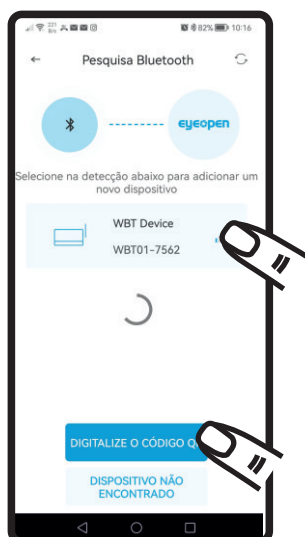 82% 10:16
Pesquisa Bluetooth
eyeopen
Selecione na detecção abaixo para adicionar um
novo dispositivo
WBT Device
WBT01-7562
DIGITALIZE O CÓDIGO
DISPOSITIVO NÃO
ENCONTRADO